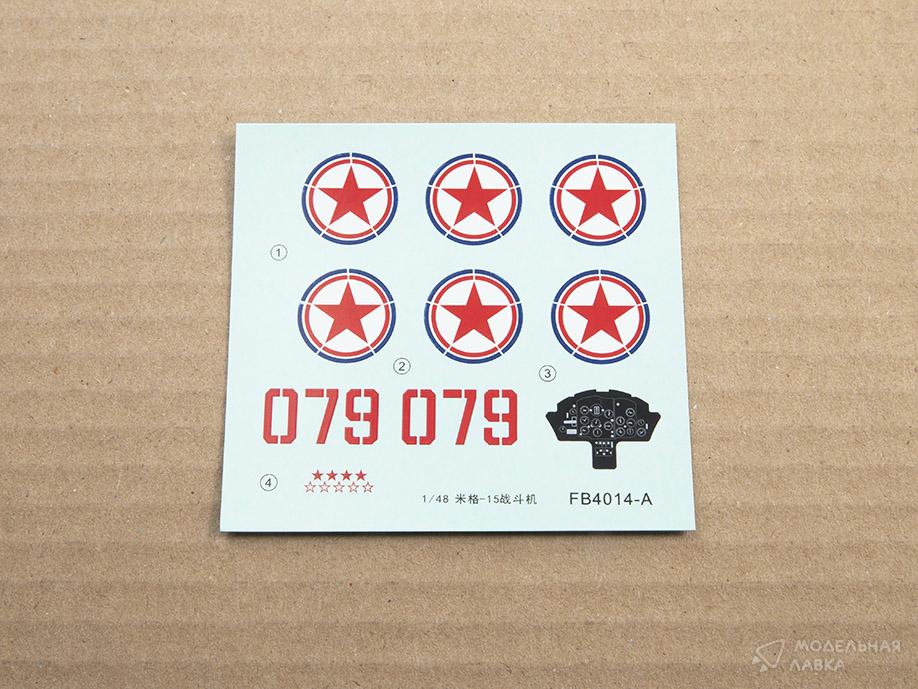 1
2
3
079 079
4
1/48 米格-15战斗机 FB4014-A
МОДЕЛЬНАЯ
ЛАВКА